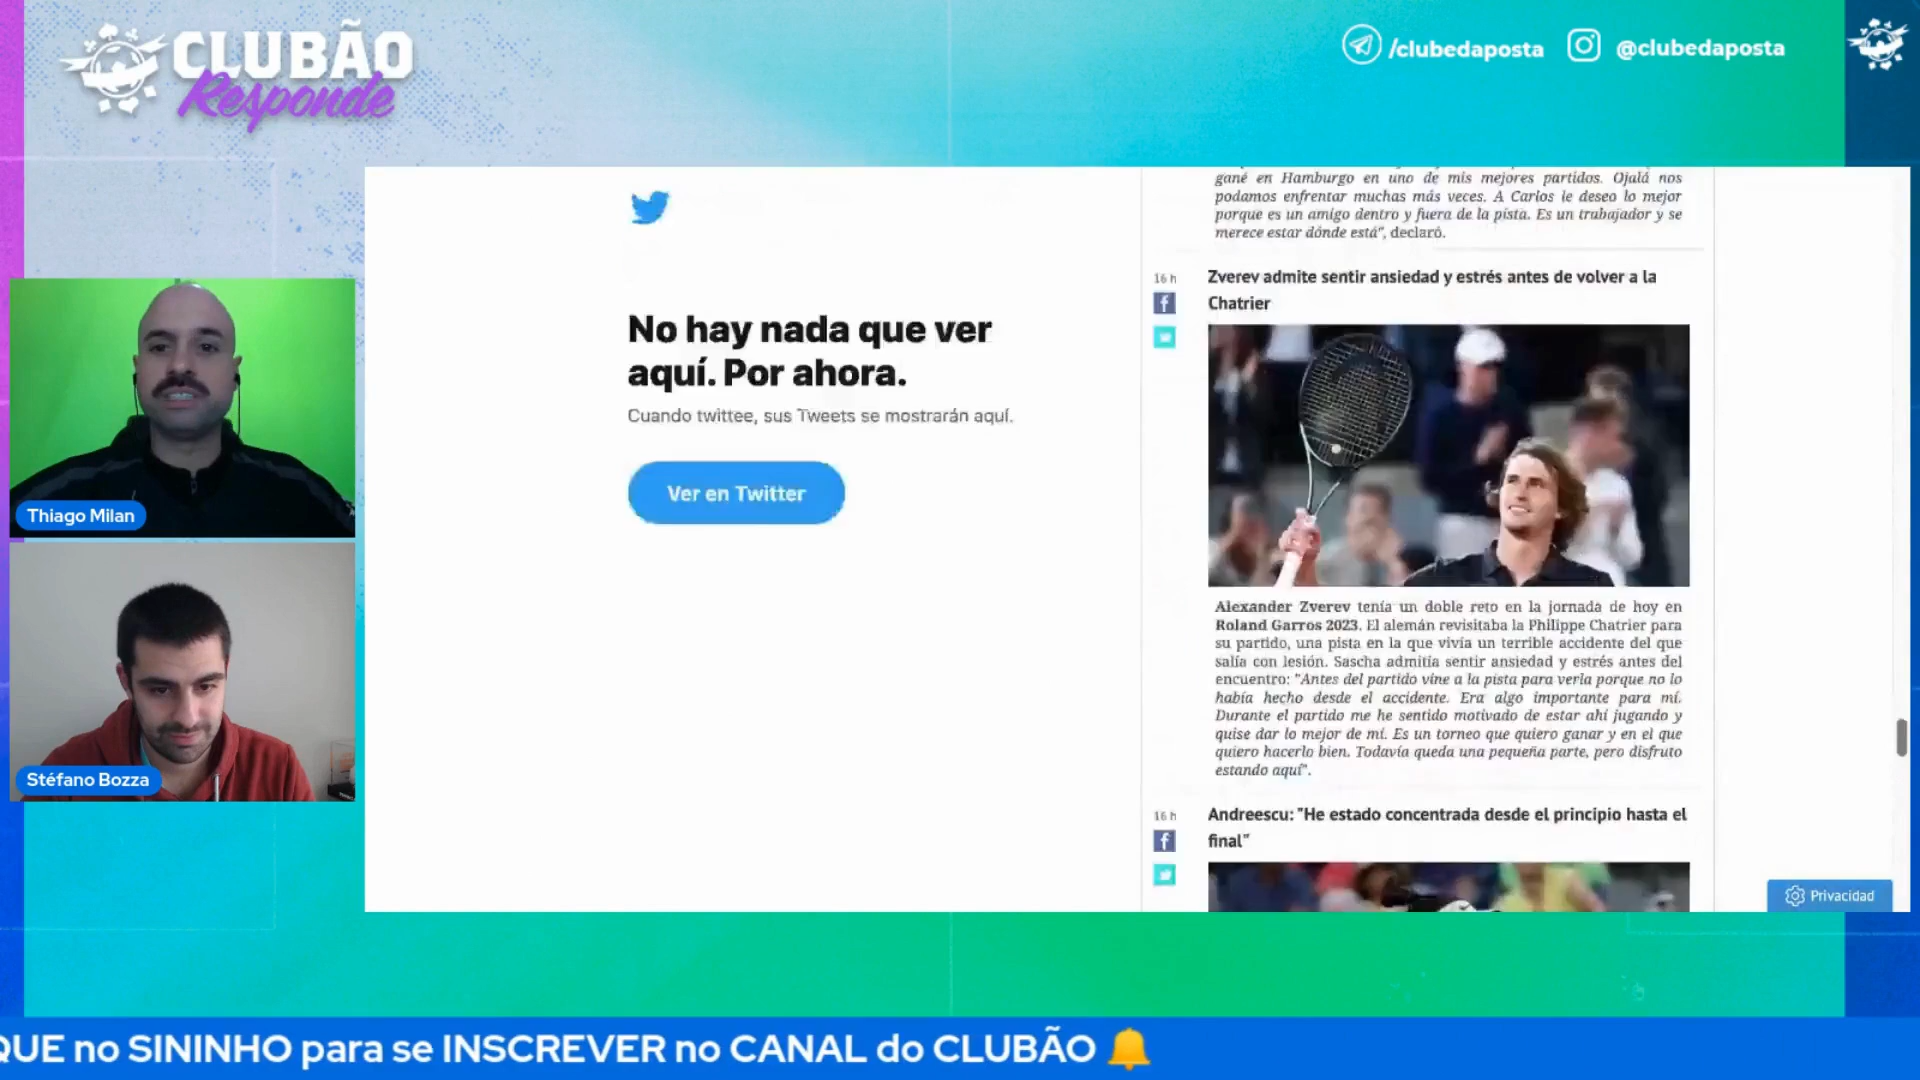 CLUBÃO
Responde
/clubedaposta
@clubedaposta
Thiago Milan
Stéfano Bozza
No hay nada que ver
aquí. Por ahora.
Cuando twittee, sus Tweets se mostrarán aquí.
Ver en Twitter
gané en Hamburgo en uno de mis mejores partidos. Ojalá nos
podamos enfrentar muchas más veces. A Carlos le deseo lo mejor
porque es un amigo dentro y fuera de la pista. Es un trabajador y se
merece estar dónde está", declaró.
16 h
Zverev admite sentir ansiedad y estrés antes de volver a la
Chatrier
Alexander Zverev tenía un doble reto en la jornada de hoy en
Roland Garros 2023. El alemán revisitaba la Philippe Chatrier para
su partido, una pista en la que vivía un terrible accidente del que
salía con lesión. Sascha admitía sentir ansiedad y estrés antes del
encuentro: "Antes del partido vine a la pista para verla porque no lo
había hecho desde el accidente. Era algo importante para mí.
Durante el partido me he sentido motivado de estar ahí jugando y
quise dar lo mejor de mí. Es un torneo que quiero ganar y en el que
quiero hacerlo bien. Todavía queda una pequeña parte, pero disfruto
estando aquí".
16 h
Andreescu: "He estado concentrada desde el principio hasta el
final"
Privacidad
QUE no SININHO para se INSCREVER no CANAL do CLUBÃO